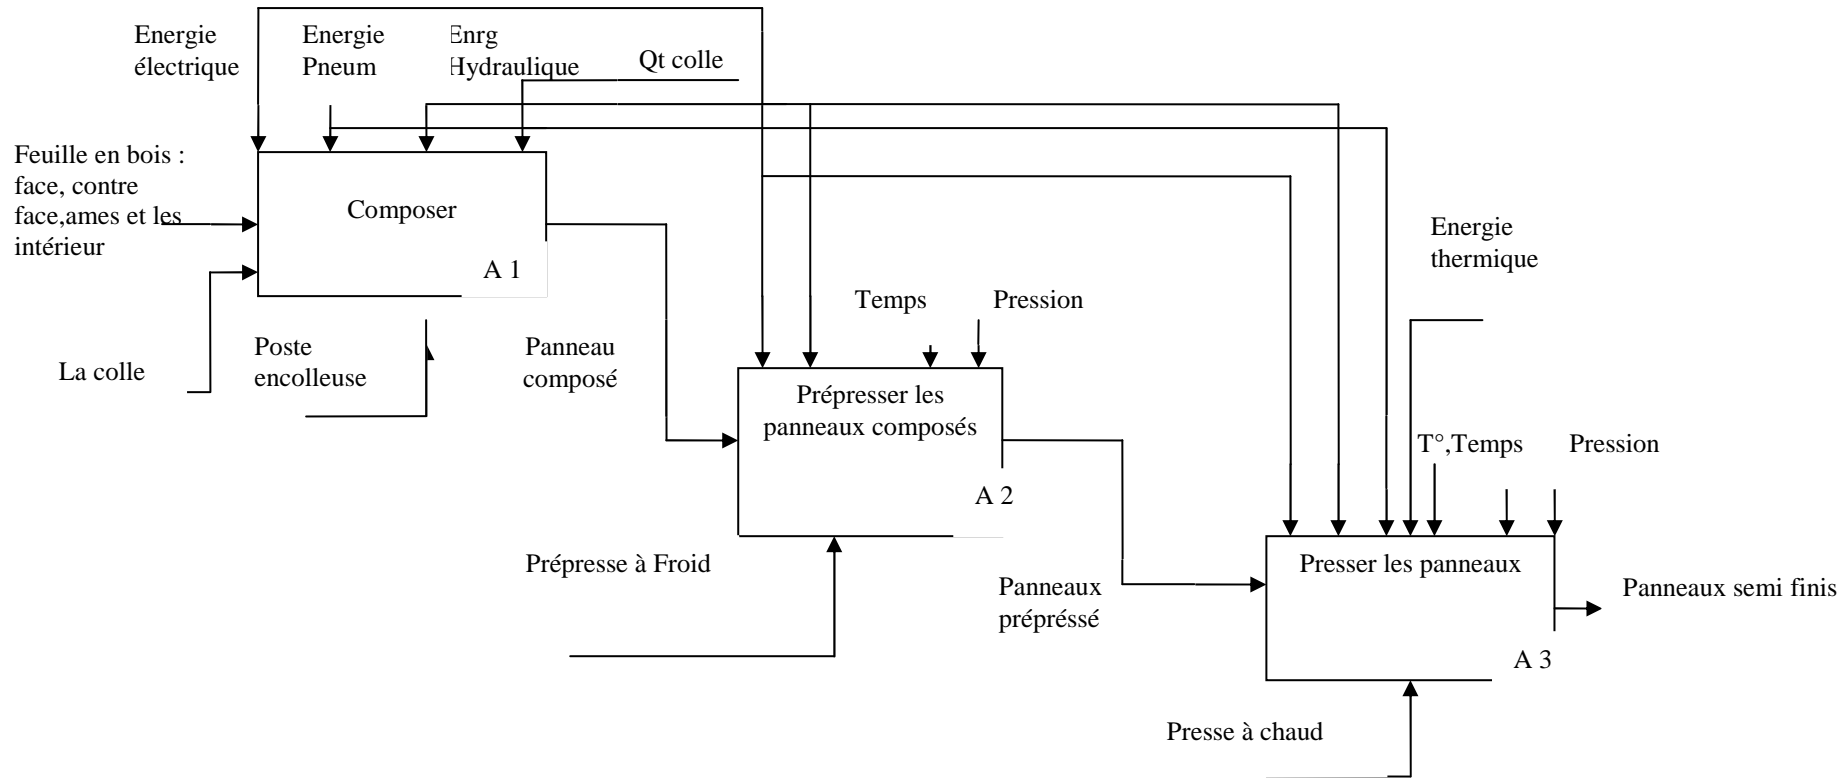 Energie
électrique
Energie
Pneum
Enrg
Hydraulique
Qt colle
Feuille en bois :
face, contre
face,ames et les
intérieur
Composer
A 1
Energie
thermique
Temps
Pression
La colle
Poste
encolleuse
Panneau
composé
Prépresser les
panneaux composés
A 2
T°,Temps
Pression
Prépresse à Froid
Panneaux
prépréssé
Presser les panneaux
A 3
Panneaux semi finis
Presse à chaud